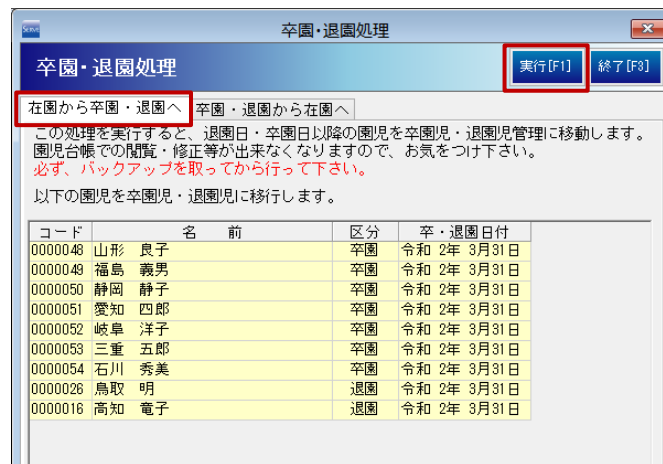 Serve 卒園・退園処理
卒園・退園処理 実行[F1] 終了[F3]
在園から卒園・退園へ 卒園・退園から在園へ
この処理を実行すると、退園日・卒園日以降の園児を卒園児・退園児管理に移動します。
園児台帳での閲覧・修正等が出来なくなりますので、お気をつけ下さい。
必ず、バックアップを取ってから行って下さい。
以下の園児を卒園児・退園児に移行します。
コード 名 前 区分 卒・退園日付
0000048 山形 良子 卒園 令和 2年 3月31日
0000049 福島 義男 卒園 令和 2年 3月31日
0000050 静岡 静子 卒園 令和 2年 3月31日
0000051 愛知 四郎 卒園 令和 2年 3月31日
0000052 岐阜 洋子 卒園 令和 2年 3月31日
0000053 三重 五郎 卒園 令和 2年 3月31日
0000054 石川 秀美 卒園 令和 2年 3月31日
0000026 鳥取 明 退園 令和 2年 3月31日
0000016 高知 竜子 退園 令和 2年 3月31日